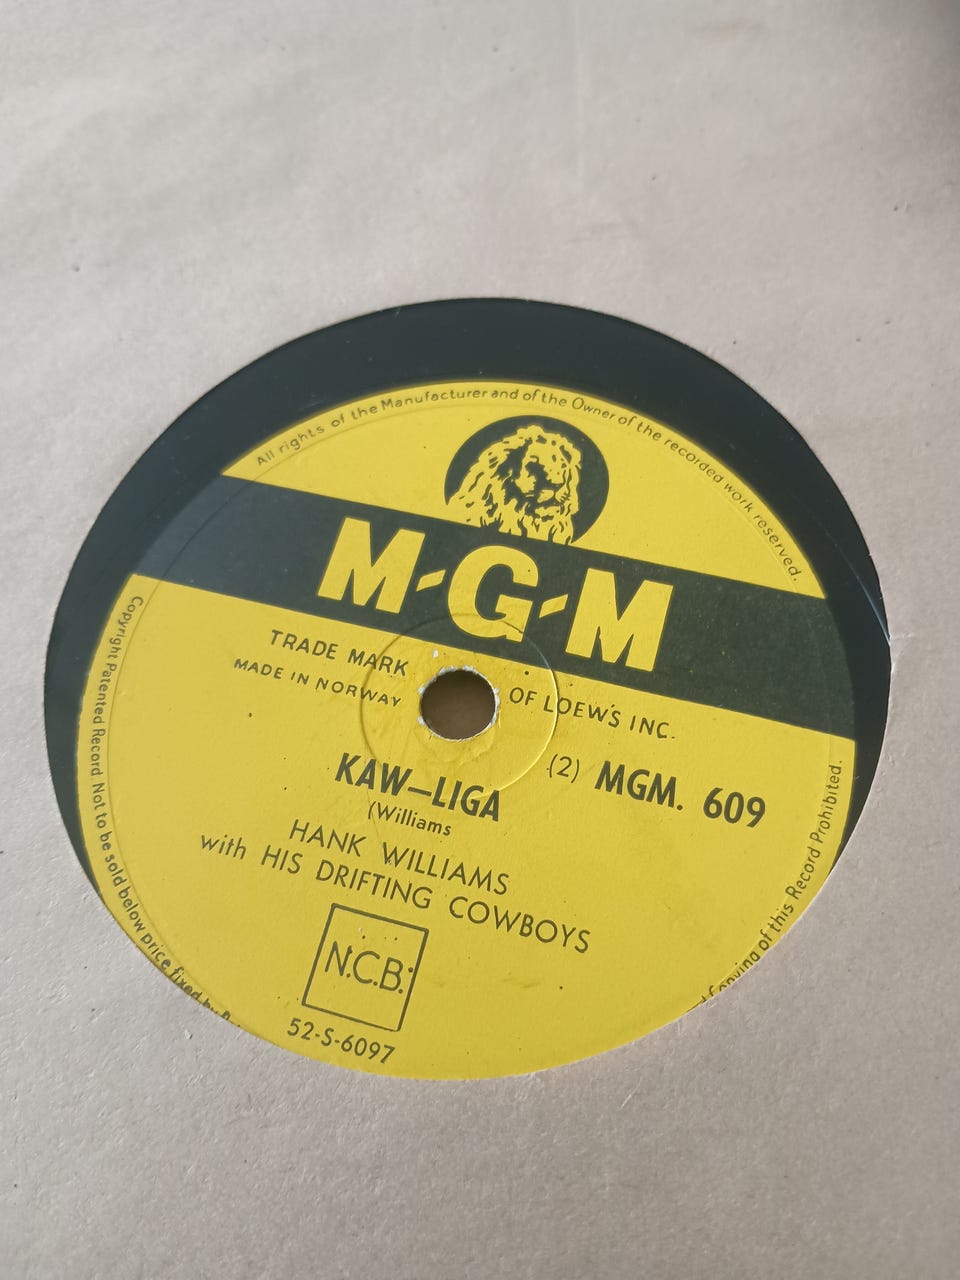 All rights of the Manufacturer and of the Owner of the recorded work reserved.
M-G-M
TRADE MARK OF LOEW'S INC.
MADE IN NORWAY
(2) MGM. 609
KAW—LIGA
(Williams
HANK WILLIAMS
with HIS DRIFTING COWBOYS
N.C.B.
52-S-6097
Copyright Patented Record Not to be sold below price fixed by
copying of this Record Prohibited.